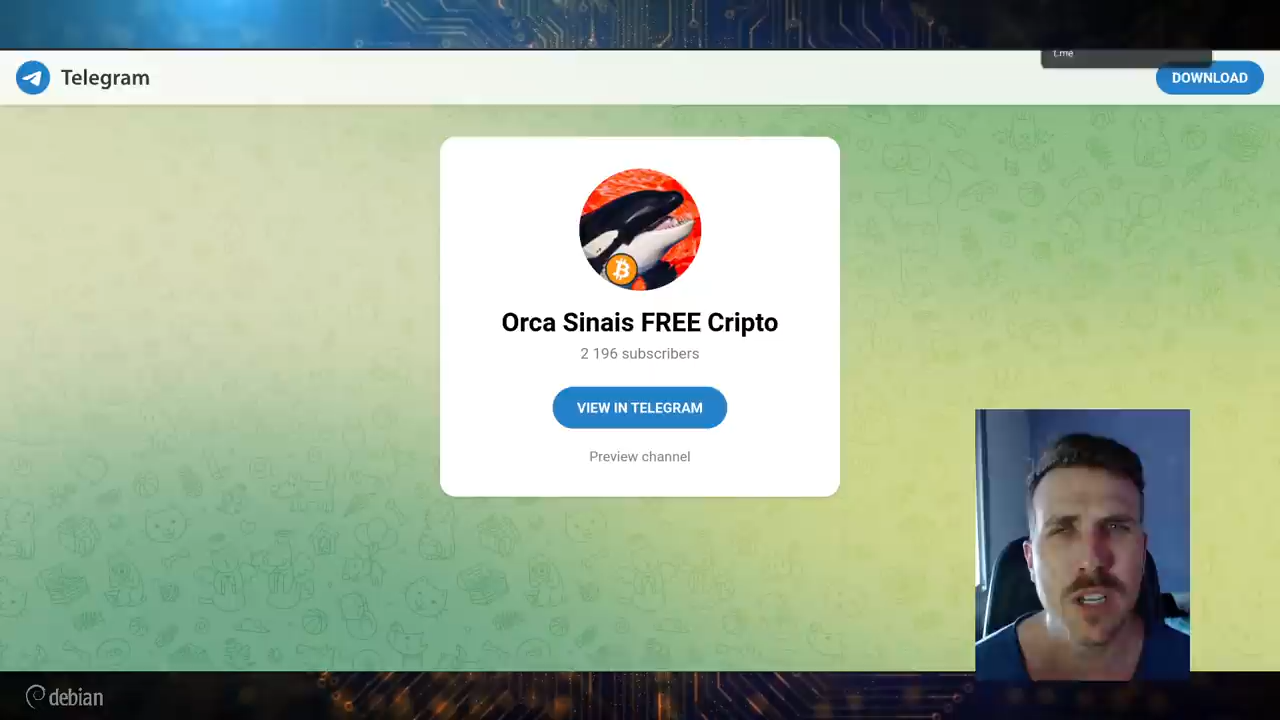 t.me
Telegram
DOWNLOAD
Orca Sinais FREE Cripto
2 196 subscribers
VIEW IN TELEGRAM
Preview channel
debian